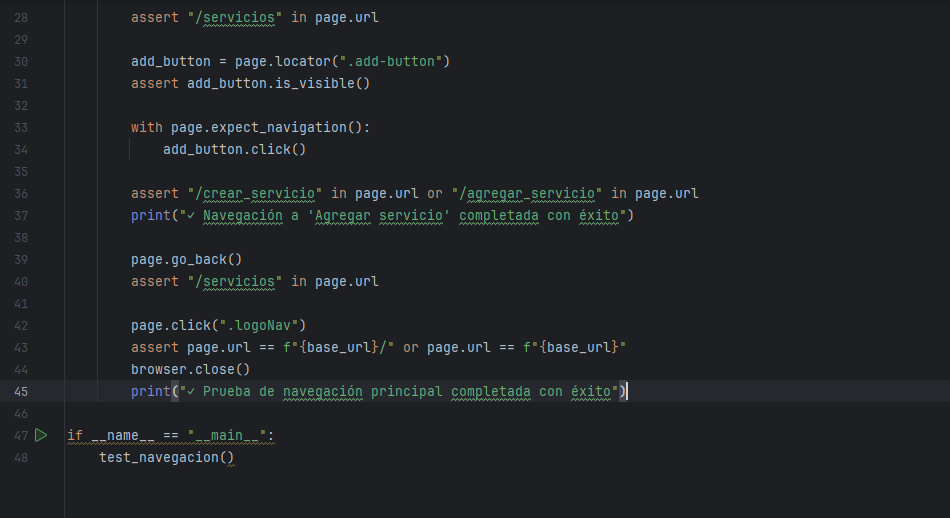 28 assert "/servicios" in page.url
29
30 add_button = page.locator(".add-button")
31 assert add_button.is_visible()
32
33 with page.expect_navigation():
34 add_button.click()
35
36 assert "/crear_servicio" in page.url or "/agregar_servicio" in page.url
37 print("✓ Navegación a 'Agregar servicio' completada con éxito")
38
39 page.go_back()
40 assert "/servicios" in page.url
41
42 page.click(".logoNav")
43 assert page.url == f"{base_url}/" or page.url == f"{base_url}"
44 browser.close()
45 print("✓ Prueba de navegación principal completada con éxito")
46
47 if __name__ == "__main__":
48 test_navegacion()